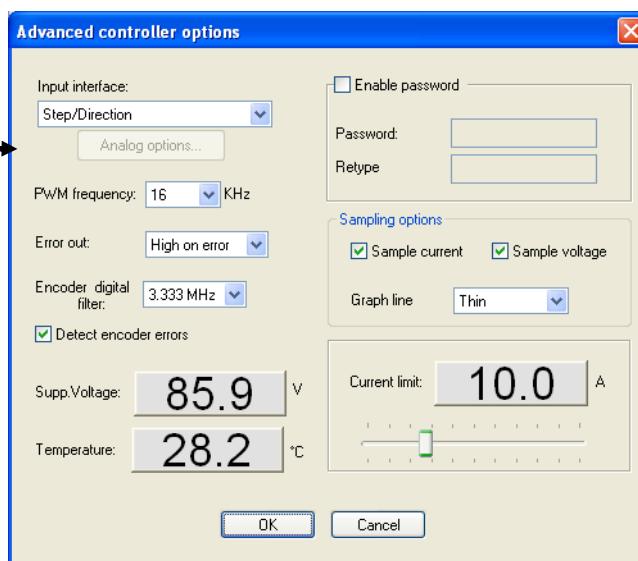 Advanced controller options
Input interface:
Step/Direction
Analog options...
PWM frequency: 16 KHz
Error out: High on error
Encoder digital
filter: 3.333 MHz
Detect encoder errors
Supp.Voltage: 85.9 V
Temperature: 28.2 °C
Enable password
Password:
Retype
Sampling options
Sample current Sample voltage
Graph line Thin
Current limit: 10.0 A
OK Cancel